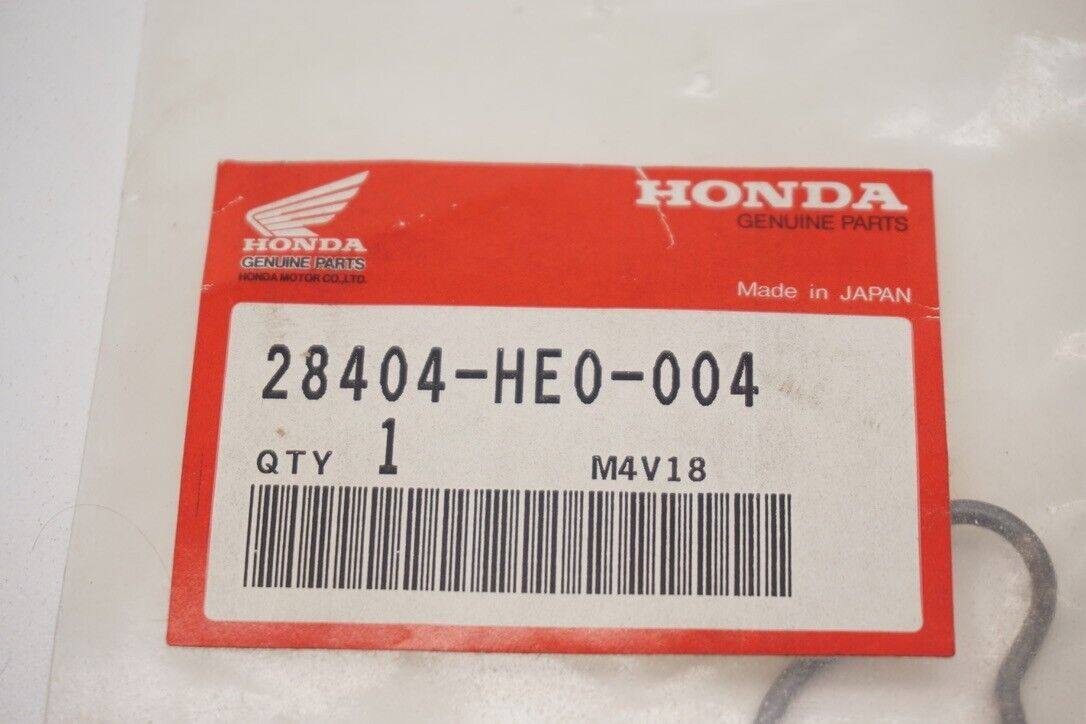 HONDA
GENUINE PARTS
HONDA MOTOR CO.,LTD.
HONDA
GENUINE PARTS
Made in JAPAN
28404-HE0-004
QTY 1 M4V18